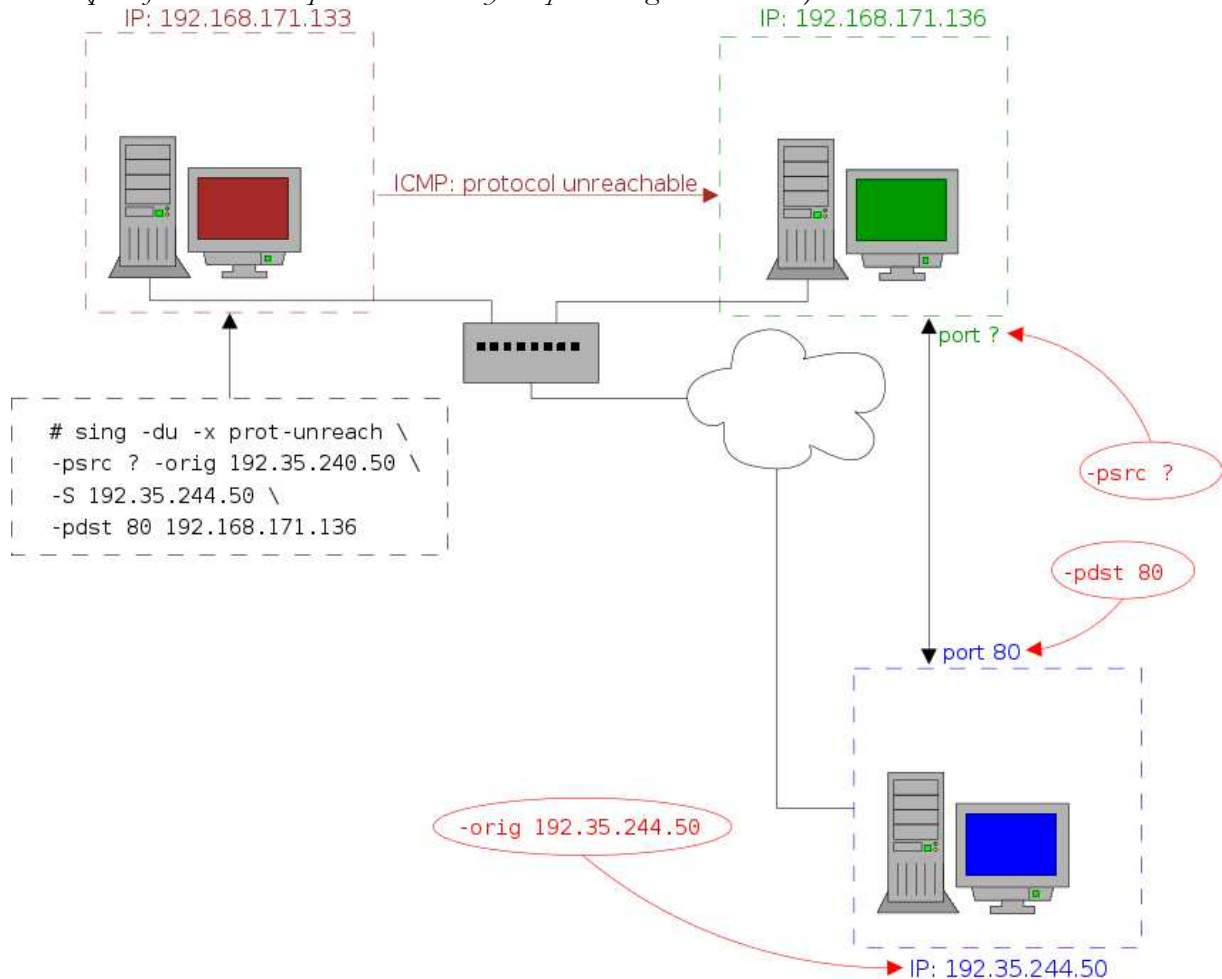 IP: 192.168.171.133
IP: 192.168.171.136
ICMP: protocol unreachable
port ?
# sing -du -x prot-unreach \
-psrc ? -orig 192.35.240.50 \
-S 192.35.244.50 \
-pdst 80 192.168.171.136
-psrc ?
-pdst 80
port 80
-orig 192.35.244.50
IP: 192.35.244.50